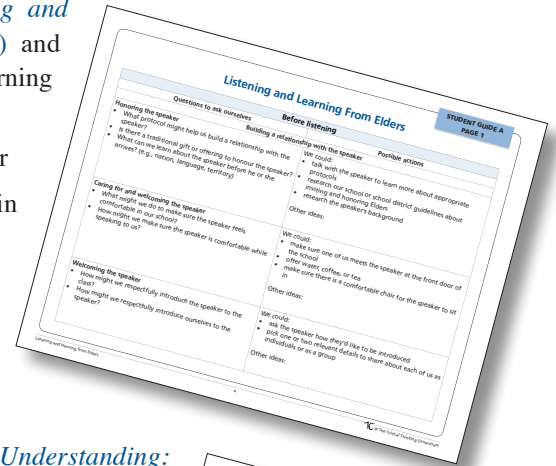 g and
) and
rning
r
in
Listening and Learning From Elders
STUDENT GUIDE A
PAGE 1
Before listening
Questions to ask ourselves
Building a relationship with the speaker
Possible actions
Honoring the speaker
• What protocol might help us build a relationship with the
speaker?
• Is there a traditional gift or offering to honour the speaker?
• What can we learn about the speaker before he or she
arrives? (e.g., nation, language, territory)
We could:
• talk with the speaker to learn more about appropriate
protocols
• research our school or school district guidelines about
inviting and honoring Elders
• research the speaker's background
Other ideas:
Caring for and welcoming the speaker
• What might we do to make sure the speaker feels
comfortable in our school?
• How might we make sure the speaker is comfortable while
speaking to us?
We could:
• make sure one of us meets the speaker at the front door of
the school
• offer water, coffee, or tea
• make sure there is a comfortable chair for the speaker to sit
in
Other ideas:
Welcoming the speaker
• How might we respectfully introduce the speaker to the
class?
• How might we respectfully introduce ourselves to the
speaker?
We could:
• ask the speaker how they'd like to be introduced
• pick one or two relevant details to share about each of us as
individuals or as a group
Other ideas:
Listening and Learning From Elders
4
TC © The Critical Thinking Consortium
Understanding: